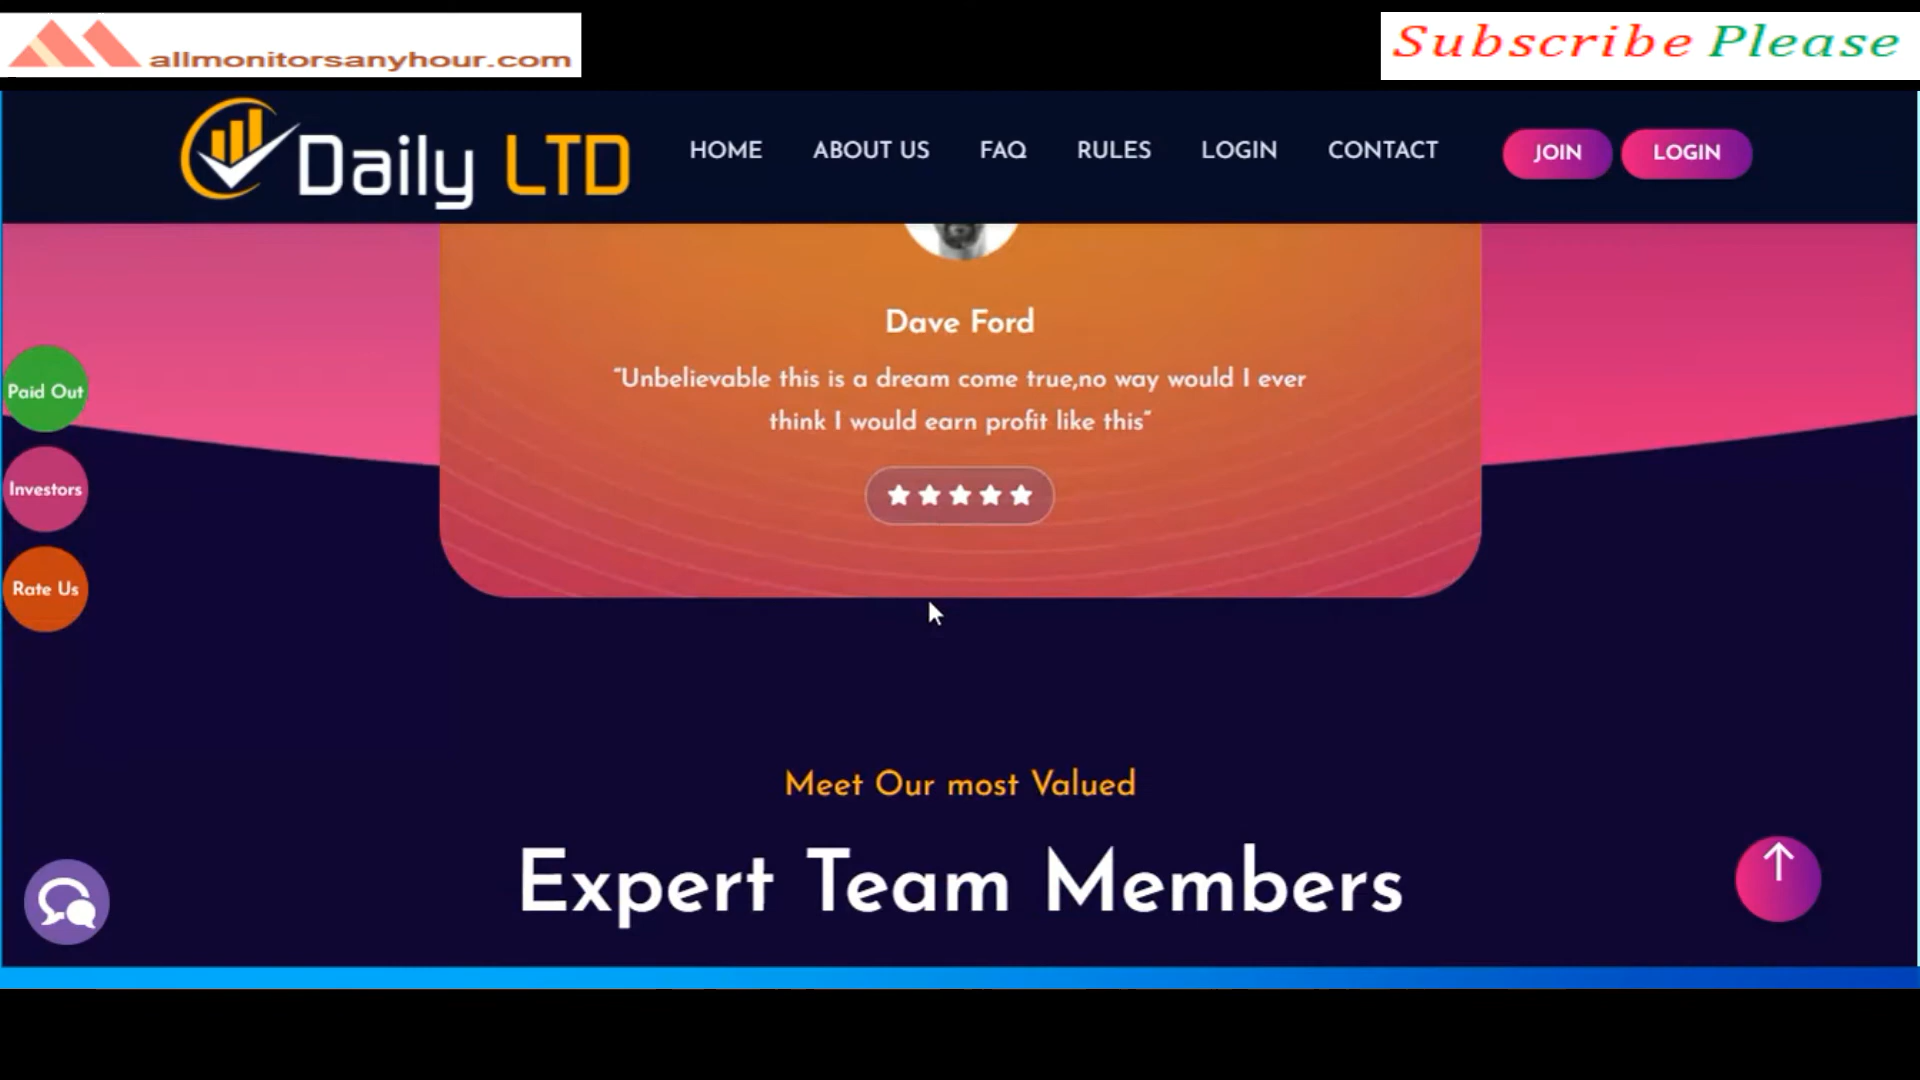 allmonitorsanyhour.com
Subscribe Please
Daily LTD
HOME ABOUT US FAQ RULES LOGIN CONTACT JOIN LOGIN
Dave Ford
“Unbelievable this is a dream come true,no way would I ever
think I would earn profit like this”
Paid Out
Investors
Rate Us
Meet Our most Valued
Expert Team Members